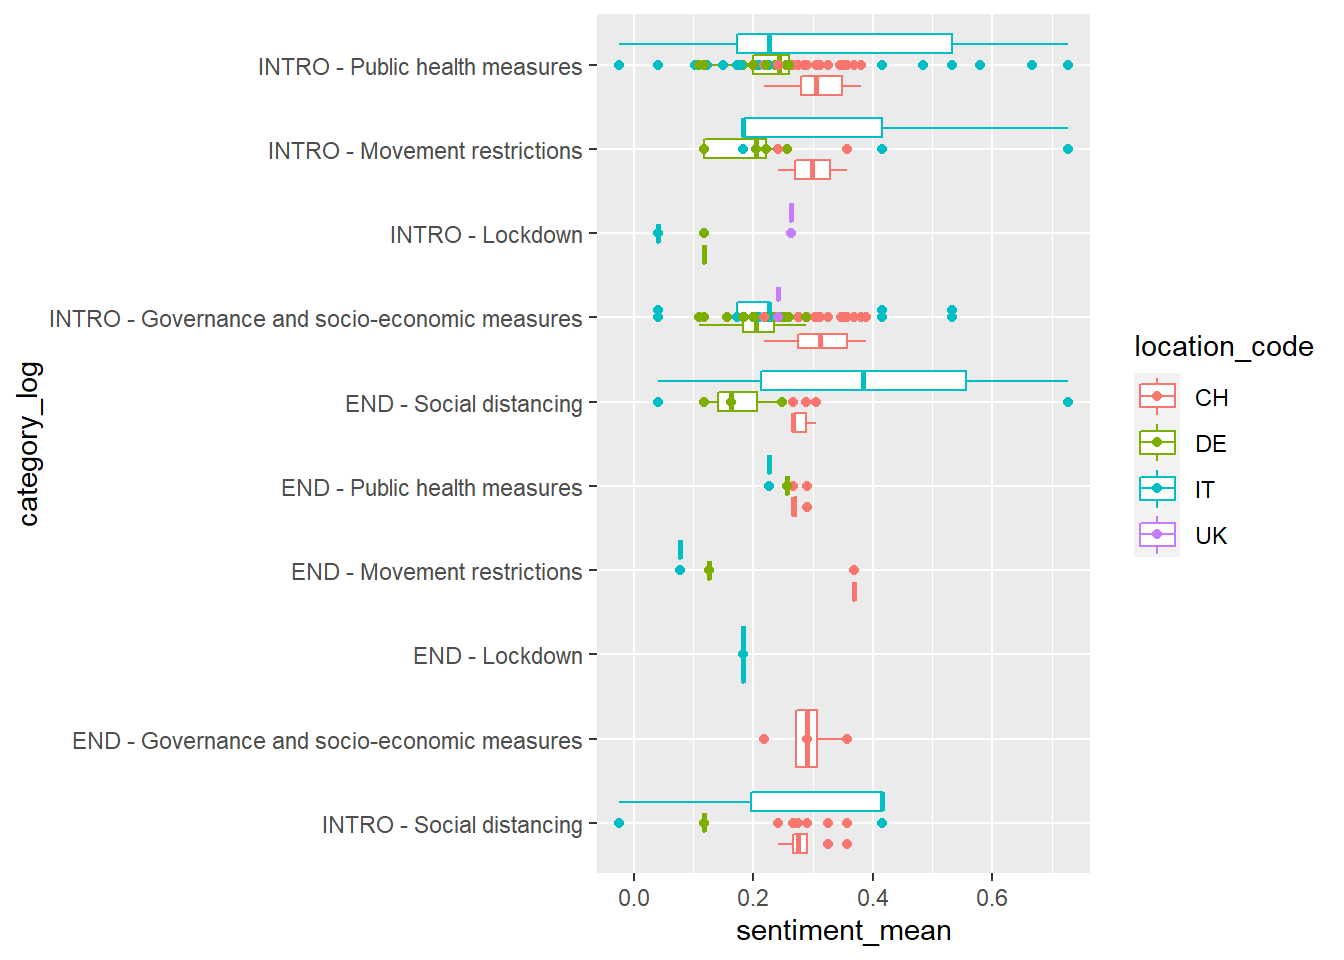 INTRO - Public health measures
INTRO - Movement restrictions
INTRO - Lockdown
INTRO - Governance and socio-economic measures
END - Social distancing
END - Public health measures
END - Movement restrictions
END - Lockdown
END - Governance and socio-economic measures
INTRO - Social distancing
category_log
0.0 0.2 0.4 0.6
sentiment_mean
location_code
CH
DE
IT
UK